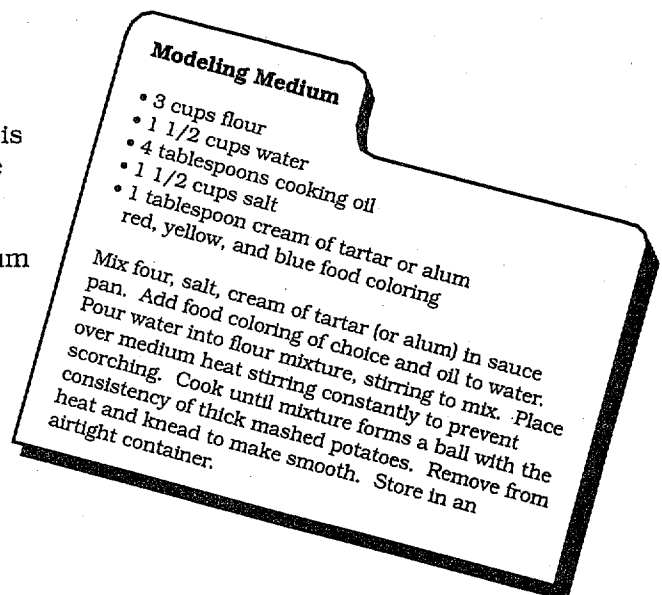 is
e
um
Modeling Medium
• 3 cups flour
• 1 1/2 cups water
• 4 tablespoons cooking oil
• 1 1/2 cups salt
• 1 tablespoon cream of tartar or alum
red, yellow, and blue food coloring
Mix four, salt, cream of tartar (or alum) in sauce
pan. Add food coloring of choice and oil to water.
Pour water into flour mixture, stirring to mix. Place
over medium heat stirring constantly to prevent
scorching. Cook until mixture forms a ball with the
consistency of thick mashed potatoes. Remove from
heat and knead to make smooth. Store in an
airtight container.